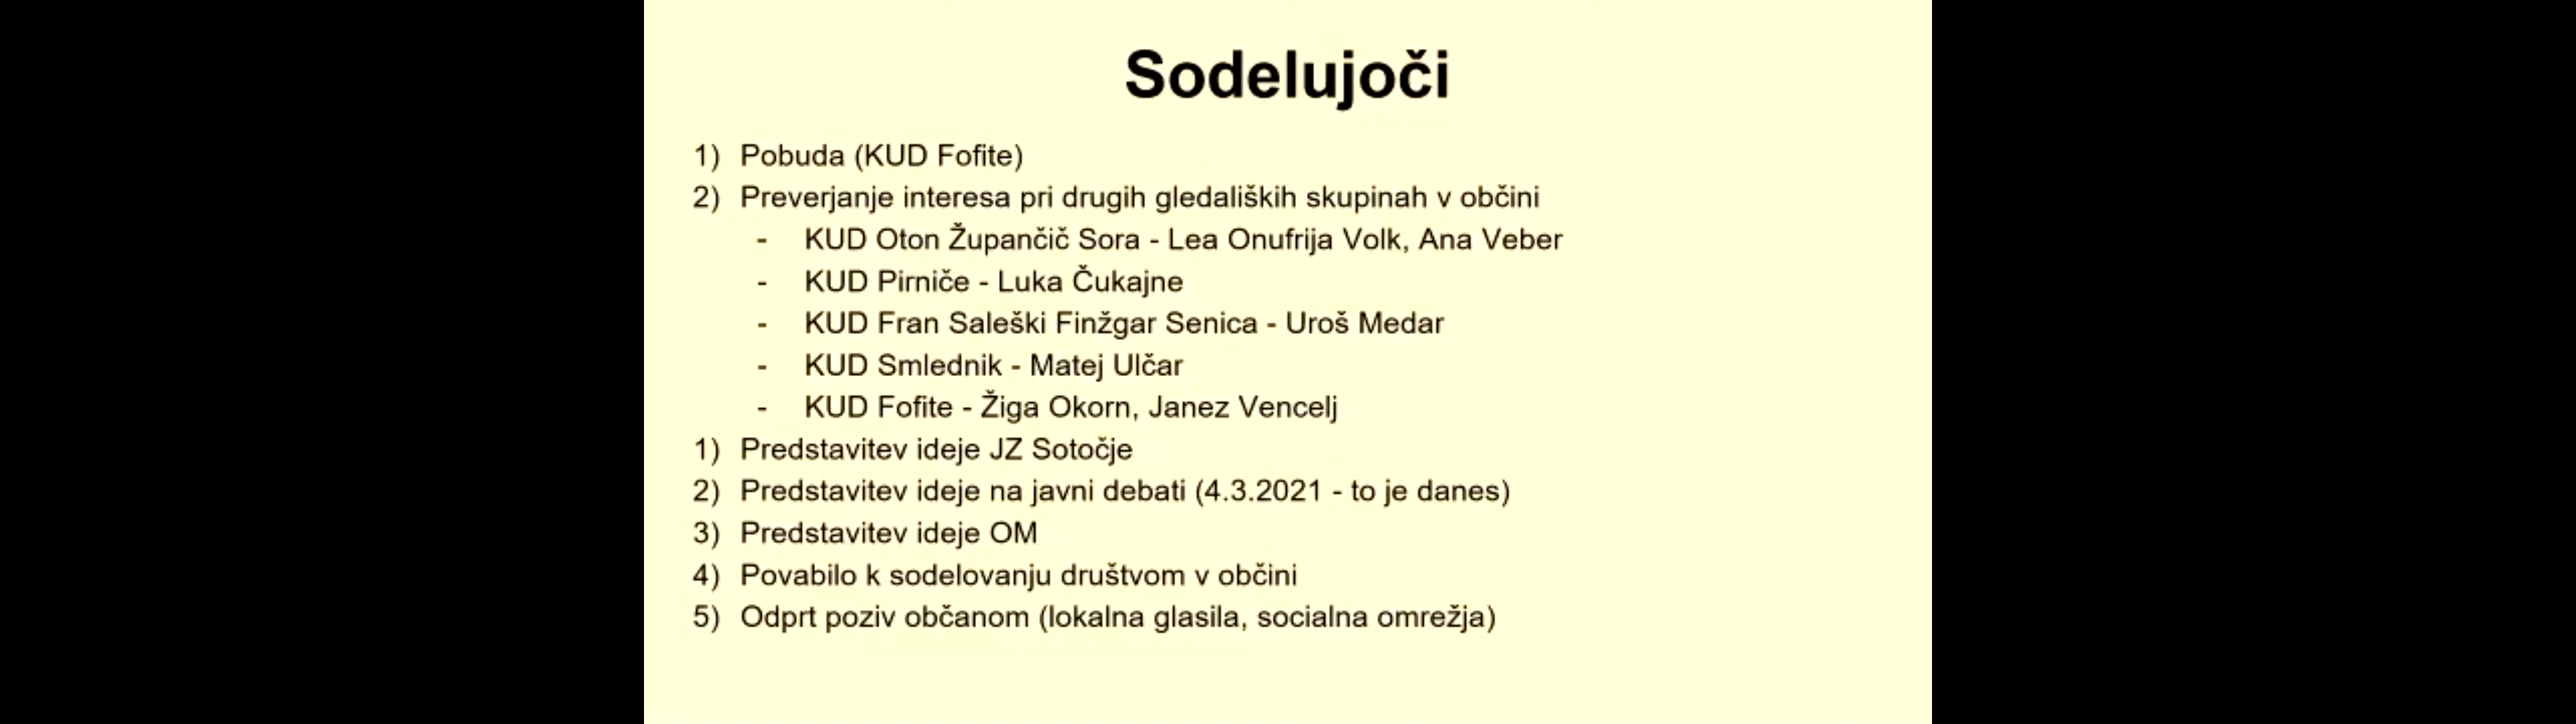 Sodelujoči
1) Pobuda (KUD Fofite)
2) Preverjanje interesa pri drugih gledaliških skupinah v občini
- KUD Oton Župančič Sora - Lea Onufrija Volk, Ana Veber
- KUD Pirniče - Luka Čukajne
- KUD Fran Saleški Finžgar Senica - Uroš Medar
- KUD Smlednik - Matej Ulčar
- KUD Fofite - Žiga Okorn, Janez Vencelj
1) Predstavitev ideje JZ Sotočje
2) Predstavitev ideje na javni debati (4.3.2021 - to je danes)
3) Predstavitev ideje OM
4) Povabilo k sodelovanju društvom v občini
5) Odprt poziv občanom (lokalna glasila, socialna omrežja)